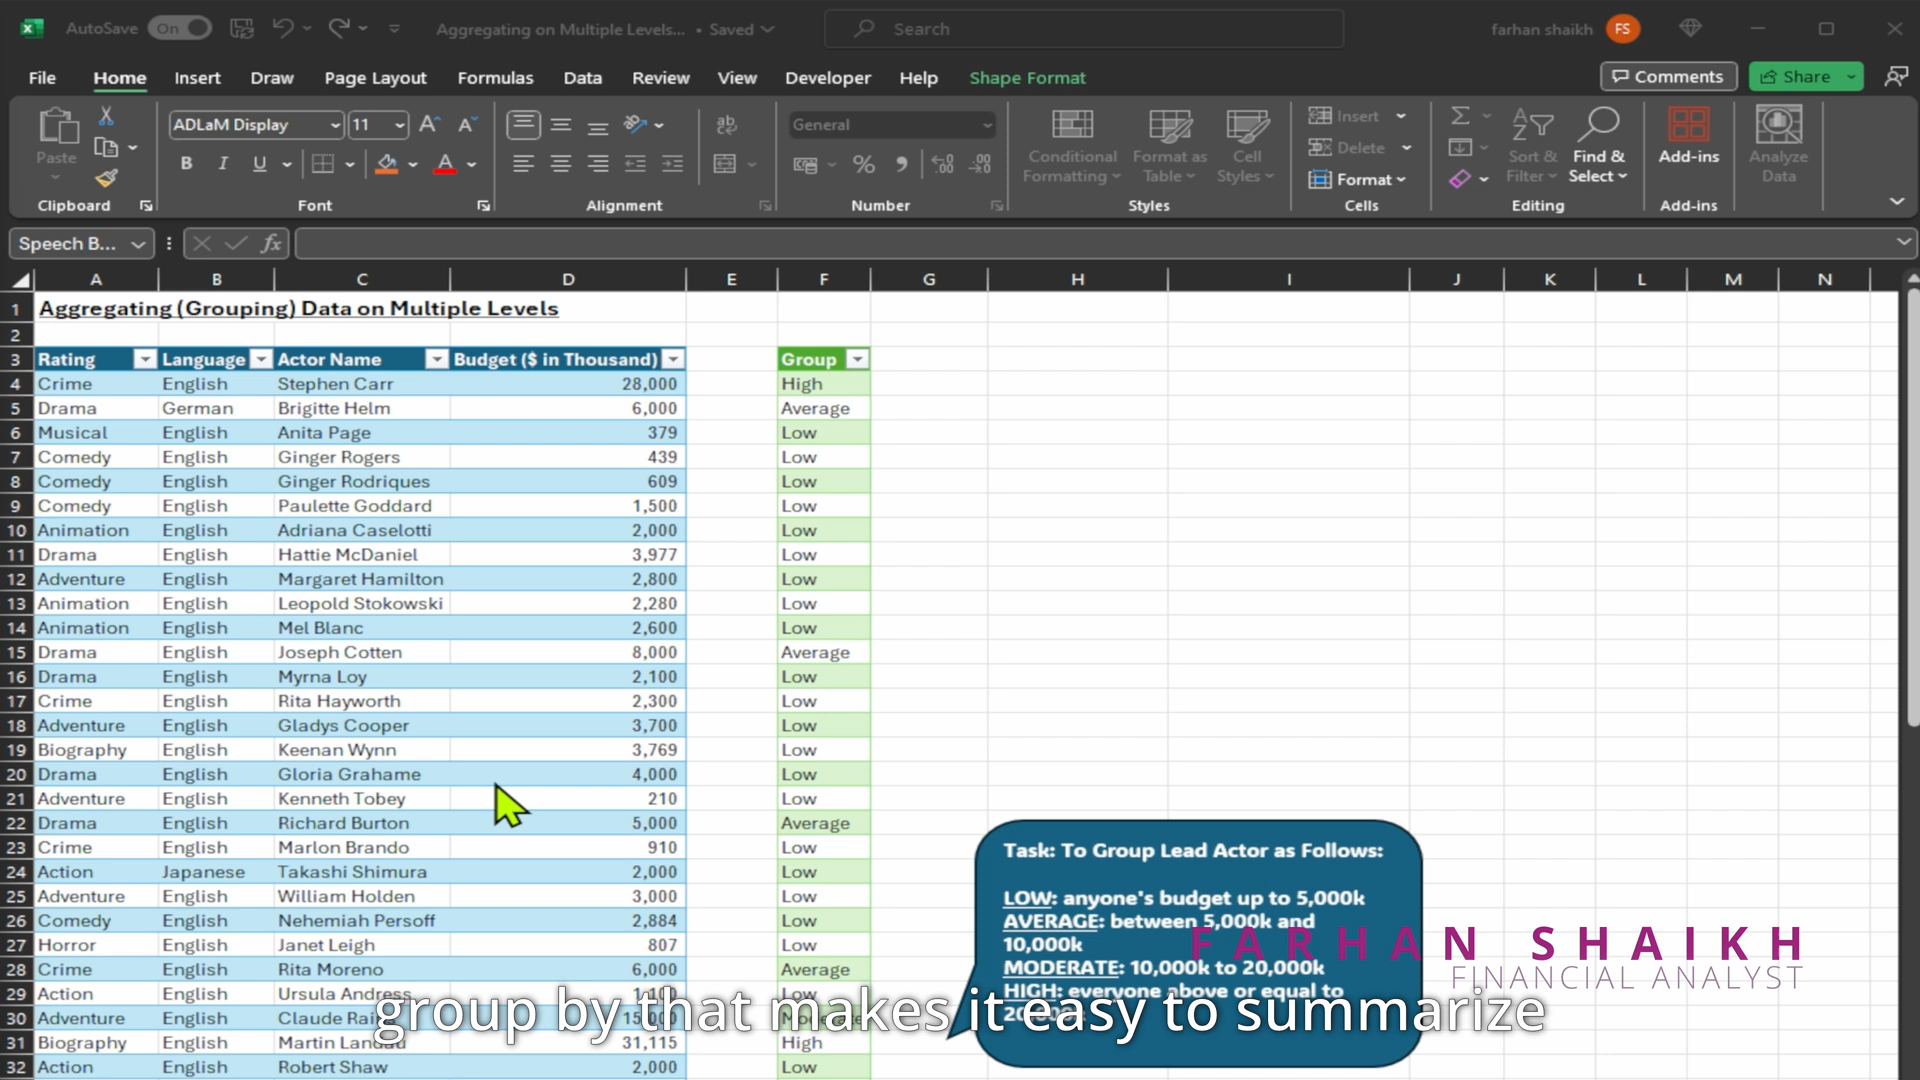 AutoSave On Aggregating on Multiple Levels... • Saved Search farhan shaikh FS
File Home Insert Draw Page Layout Formulas Data Review View Developer Help Shape Format Comments Share
Paste ADLaM Display 11 General Conditional Formatting Format as Table Cell Styles Insert Delete Format Sort & Filter Find & Select Add-ins Analyze Data
Clipboard Font Alignment Number Styles Cells Editing Add-ins
Speech B... fx
A B C D E F G H I J K L M N
1 Aggregating (Grouping) Data on Multiple Levels
2
3 Rating Language Actor Name Budget ($ in Thousand) Group
4 Crime English Stephen Carr 28,000 High
5 Drama German Brigitte Helm 6,000 Average
6 Musical English Anita Page 379 Low
7 Comedy English Ginger Rogers 439 Low
8 Comedy English Ginger Rodriques 609 Low
9 Comedy English Paulette Goddard 1,500 Low
10 Animation English Adriana Caselotti 2,000 Low
11 Drama English Hattie McDaniel 3,977 Low
12 Adventure English Margaret Hamilton 2,800 Low
13 Animation English Leopold Stokowski 2,280 Low
14 Animation English Mel Blanc 2,600 Low
15 Drama English Joseph Cotten 8,000 Average
16 Drama English Myrna Loy 2,100 Low
17 Crime English Rita Hayworth 2,300 Low
18 Adventure English Gladys Cooper 3,700 Low
19 Biography English Keenan Wynn 3,769 Low
20 Drama English Gloria Grahame 4,000 Low
21 Adventure English Kenneth Tobey 210 Low
22 Drama English Richard Burton 5,000 Average
23 Crime English Marlon Brando 910 Low
24 Action Japanese Takashi Shimura 2,000 Low
25 Adventure English William Holden 3,000 Low
26 Comedy English Nehemiah Persoff 2,884 Low
27 Horror English Janet Leigh 807 Low
28 Crime English Rita Moreno 6,000 Average
29 Action English Ursula Andress Low
30 Adventure English Claude Moderate
31 Biography English Martin Landau 31,115 High
32 Action English Robert Shaw 2,000 Low
Task: To Group Lead Actor as Follows:
LOW: anyone's budget up to 5,000k
AVERAGE: between 5,000k and
10,000k
MODERATE: 10,000k to 20,000k
HIGH: everyone above or equal to
FARHAN SHAIKH
FINANCIAL ANALYST
group by that makes it easy to summarize